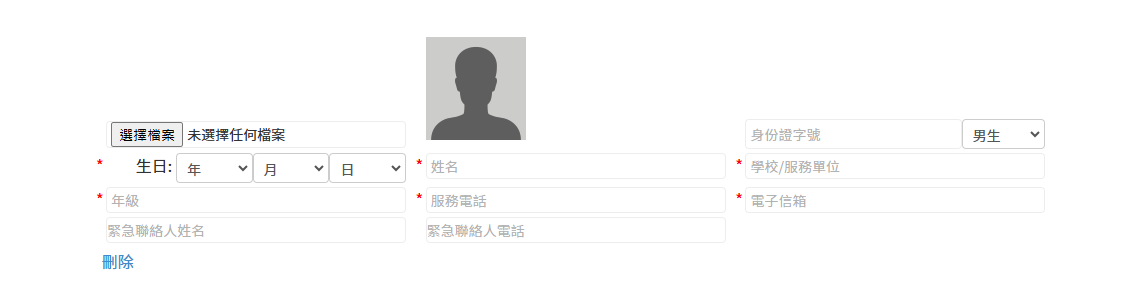 選擇檔案 未選擇任何檔案 身份證字號 男生
* 生日: 年 月 日 * 姓名 * 學校/服務單位
* 年級 * 服務電話 * 電子信箱
緊急聯絡人姓名 緊急聯絡人電話
刪除